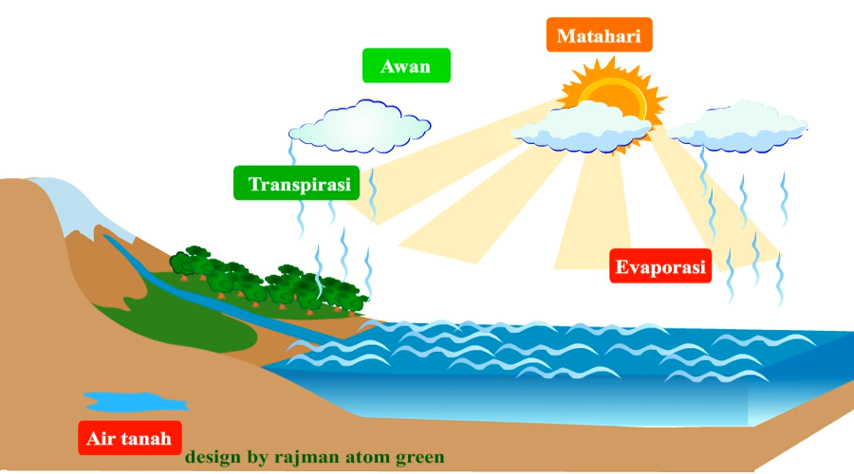 Matahari
Awan
Transpirasi
Evaporasi
Air tanah
design by rajman atom green